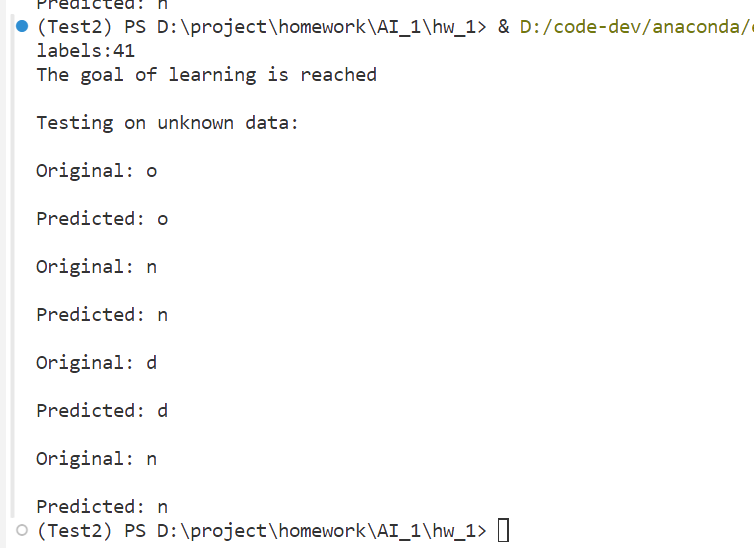 Predicted: n
(Test2) PS D:\project\homework\AI_1\hw_1> & D:/code-dev/anaconda/
labels:41
The goal of learning is reached
Testing on unknown data:
Original: o
Predicted: o
Original: n
Predicted: n
Original: d
Predicted: d
Original: n
Predicted: n
(Test2) PS D:\project\homework\AI_1\hw_1>